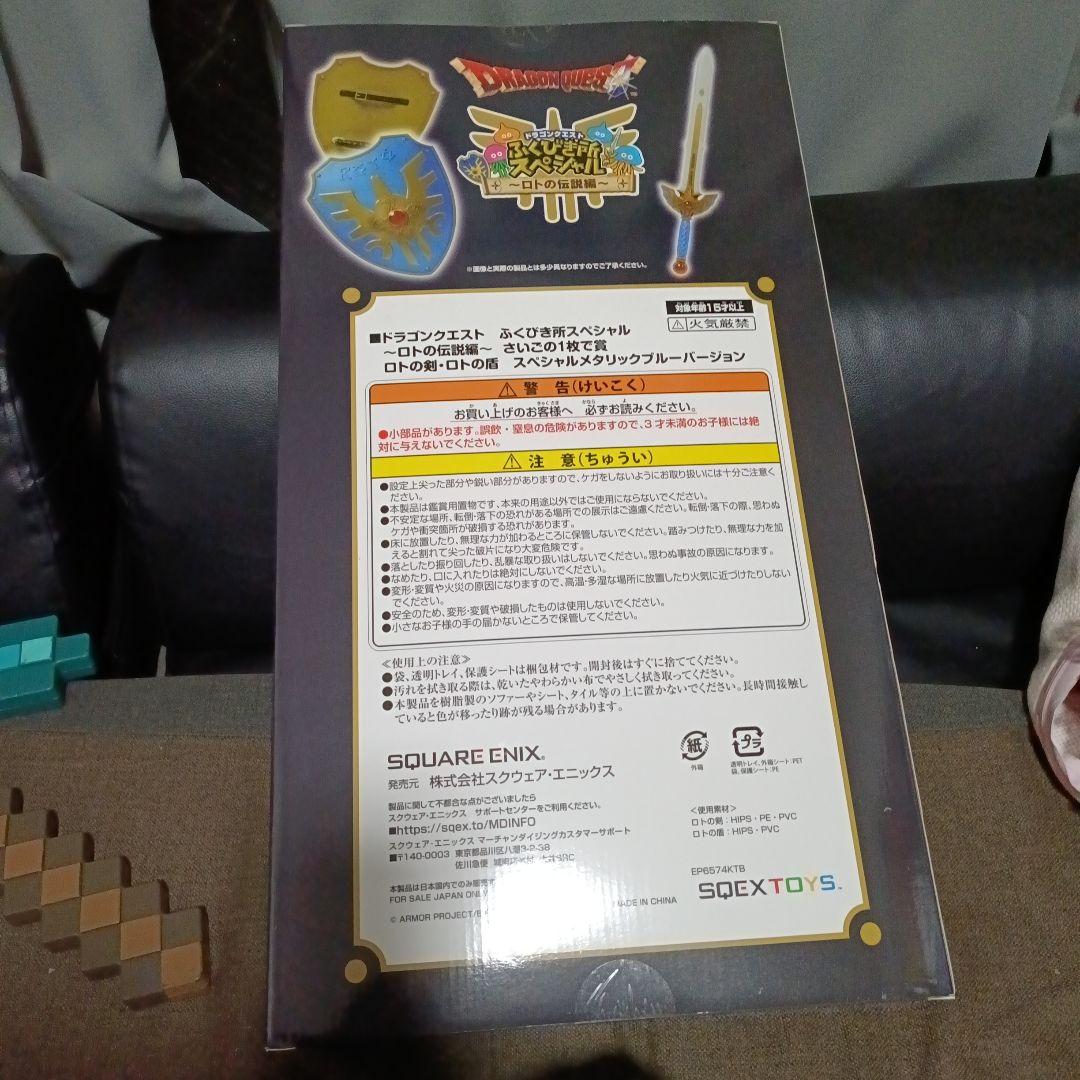 DRAGON QUEST
ドラゴンクエスト
ふくびき所
スペシャル
～ロトの伝説編～
※画像と実際の製品とは多少異なりますのでご了承ください。
対象年齢15才以上
火気厳禁
■ドラゴンクエスト ふくびき所スペシャル
～ロトの伝説編～ さいごの1枚で賞
ロトの剣・ロトの盾 スペシャルメタリックブルーバージョン
警 告(けいこく)
お買い上げのお客様へ 必ずお読みください。
●小部品があります。誤飲・窒息の危険がありますので、3才未満のお子様には絶
対に与えないでください。
注 意(ちゅうい)
●設定上尖った部分や鋭い部分がありますので、ケガをしないようにお取り扱いには十分ご注意く
ださい。
●本製品は鑑賞用置物です、本来の用途以外ではご使用にならないでください。
●不安定な場所、転倒・落下の恐れがある場所での展示はご遠慮ください。転倒・落下の際、思わぬ
ケガや衝突箇所が破損する恐れがあります。
●床に放置したり、無理な力が加わるところに保管しないでください。踏みつけたり、無理な力を加
えると割れて尖った破片になり大変危険です。
●落としたり振り回したり、乱暴な取り扱いはしないでください。思わぬ事故の原因になります。
●なめたり、口に入れたりは絶対にしないでください。
●変形・変質や火災の原因になりますので、高温・多湿な場所に放置したり火気に近づけたりしない
でください。
●安全のため、変形・変質や破損したものは使用しないでください。
●小さなお子様の手の届かないところで保管してください。
≪使用上の注意≫
●袋、透明トレイ、保護シートは梱包材です。開封後はすぐに捨ててください。
●汚れを拭き取る際は、乾いたやわらかい布でやさしく拭き取ってください。
●本製品を樹脂製のソファーやシート、タイル等の上に置かないでください。長時間接触し
ていると色が移ったり跡が残る場合があります。
SQUARE ENIX.
発売元 株式会社スクウェア・エニックス
紙
外箱
プラ
透明トレイ、外箱シート:PET
袋、保護シート:PE
製品に関して不都合な点がございましたら
スクウェア・エニックス サポートセンターをご利用ください。
■https://sqex.to/MDINFO
スクウェア・エニックス マーチャンダイジングカスタマーサポート
■〒140-0003 東京都品川区八潮3-2-38
佐川急便
<使用素材>
ロトの剣:HIPS・PE・PVC
ロトの盾:HIPS・PVC
EP6574KTB
SQEX TOYS™
本製品は日本国内でのみ販売
FOR SALE JAPAN ONLY
© ARMOR PROJECT/
MADE IN CHINA